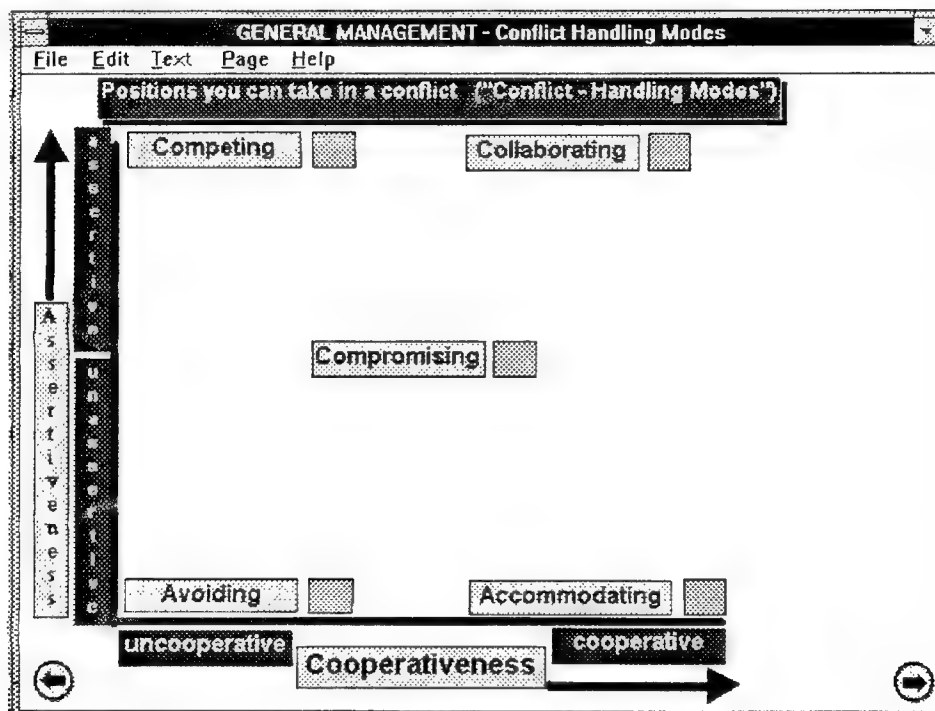 GENERAL MANAGEMENT - Conflict Handling Modes
File Edit Text Page Help
Positions you can take in a conflict ("Conflict - Handling Modes")
assertive
Competing
Collaborating
Assertiveness
Compromising
unassertive
Avoiding
Accommodating
uncooperative
cooperative
Cooperativeness